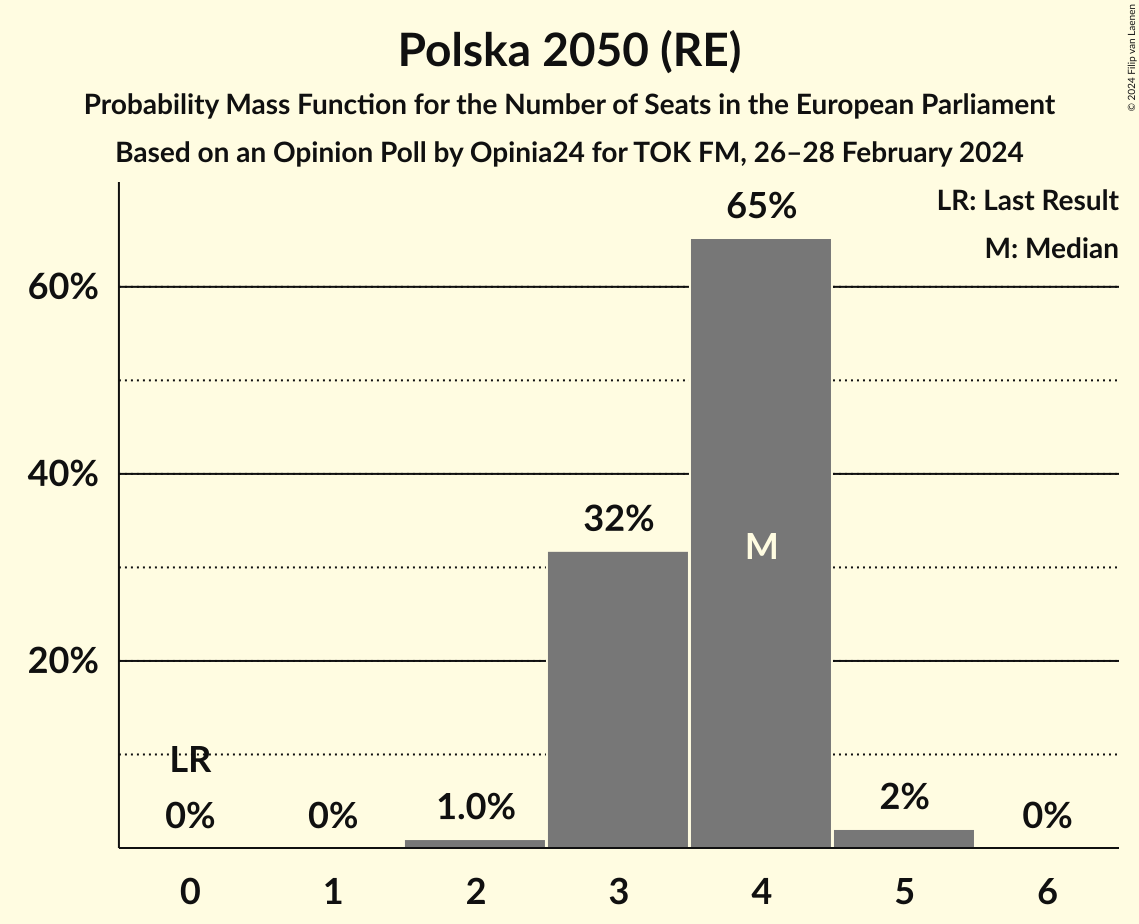 Polska 2050 (RE)
Probability Mass Function for the Number of Seats in the European Parliament
Based on an Opinion Poll by Opinia24 for TOK FM, 26–28 February 2024
© 2024 Filip van Laenen
LR: Last Result
M: Median
65%
60%
40%
32%
M
20%
LR
0%
0%
1.0%
2%
0%
0
1
2
3
4
5
6